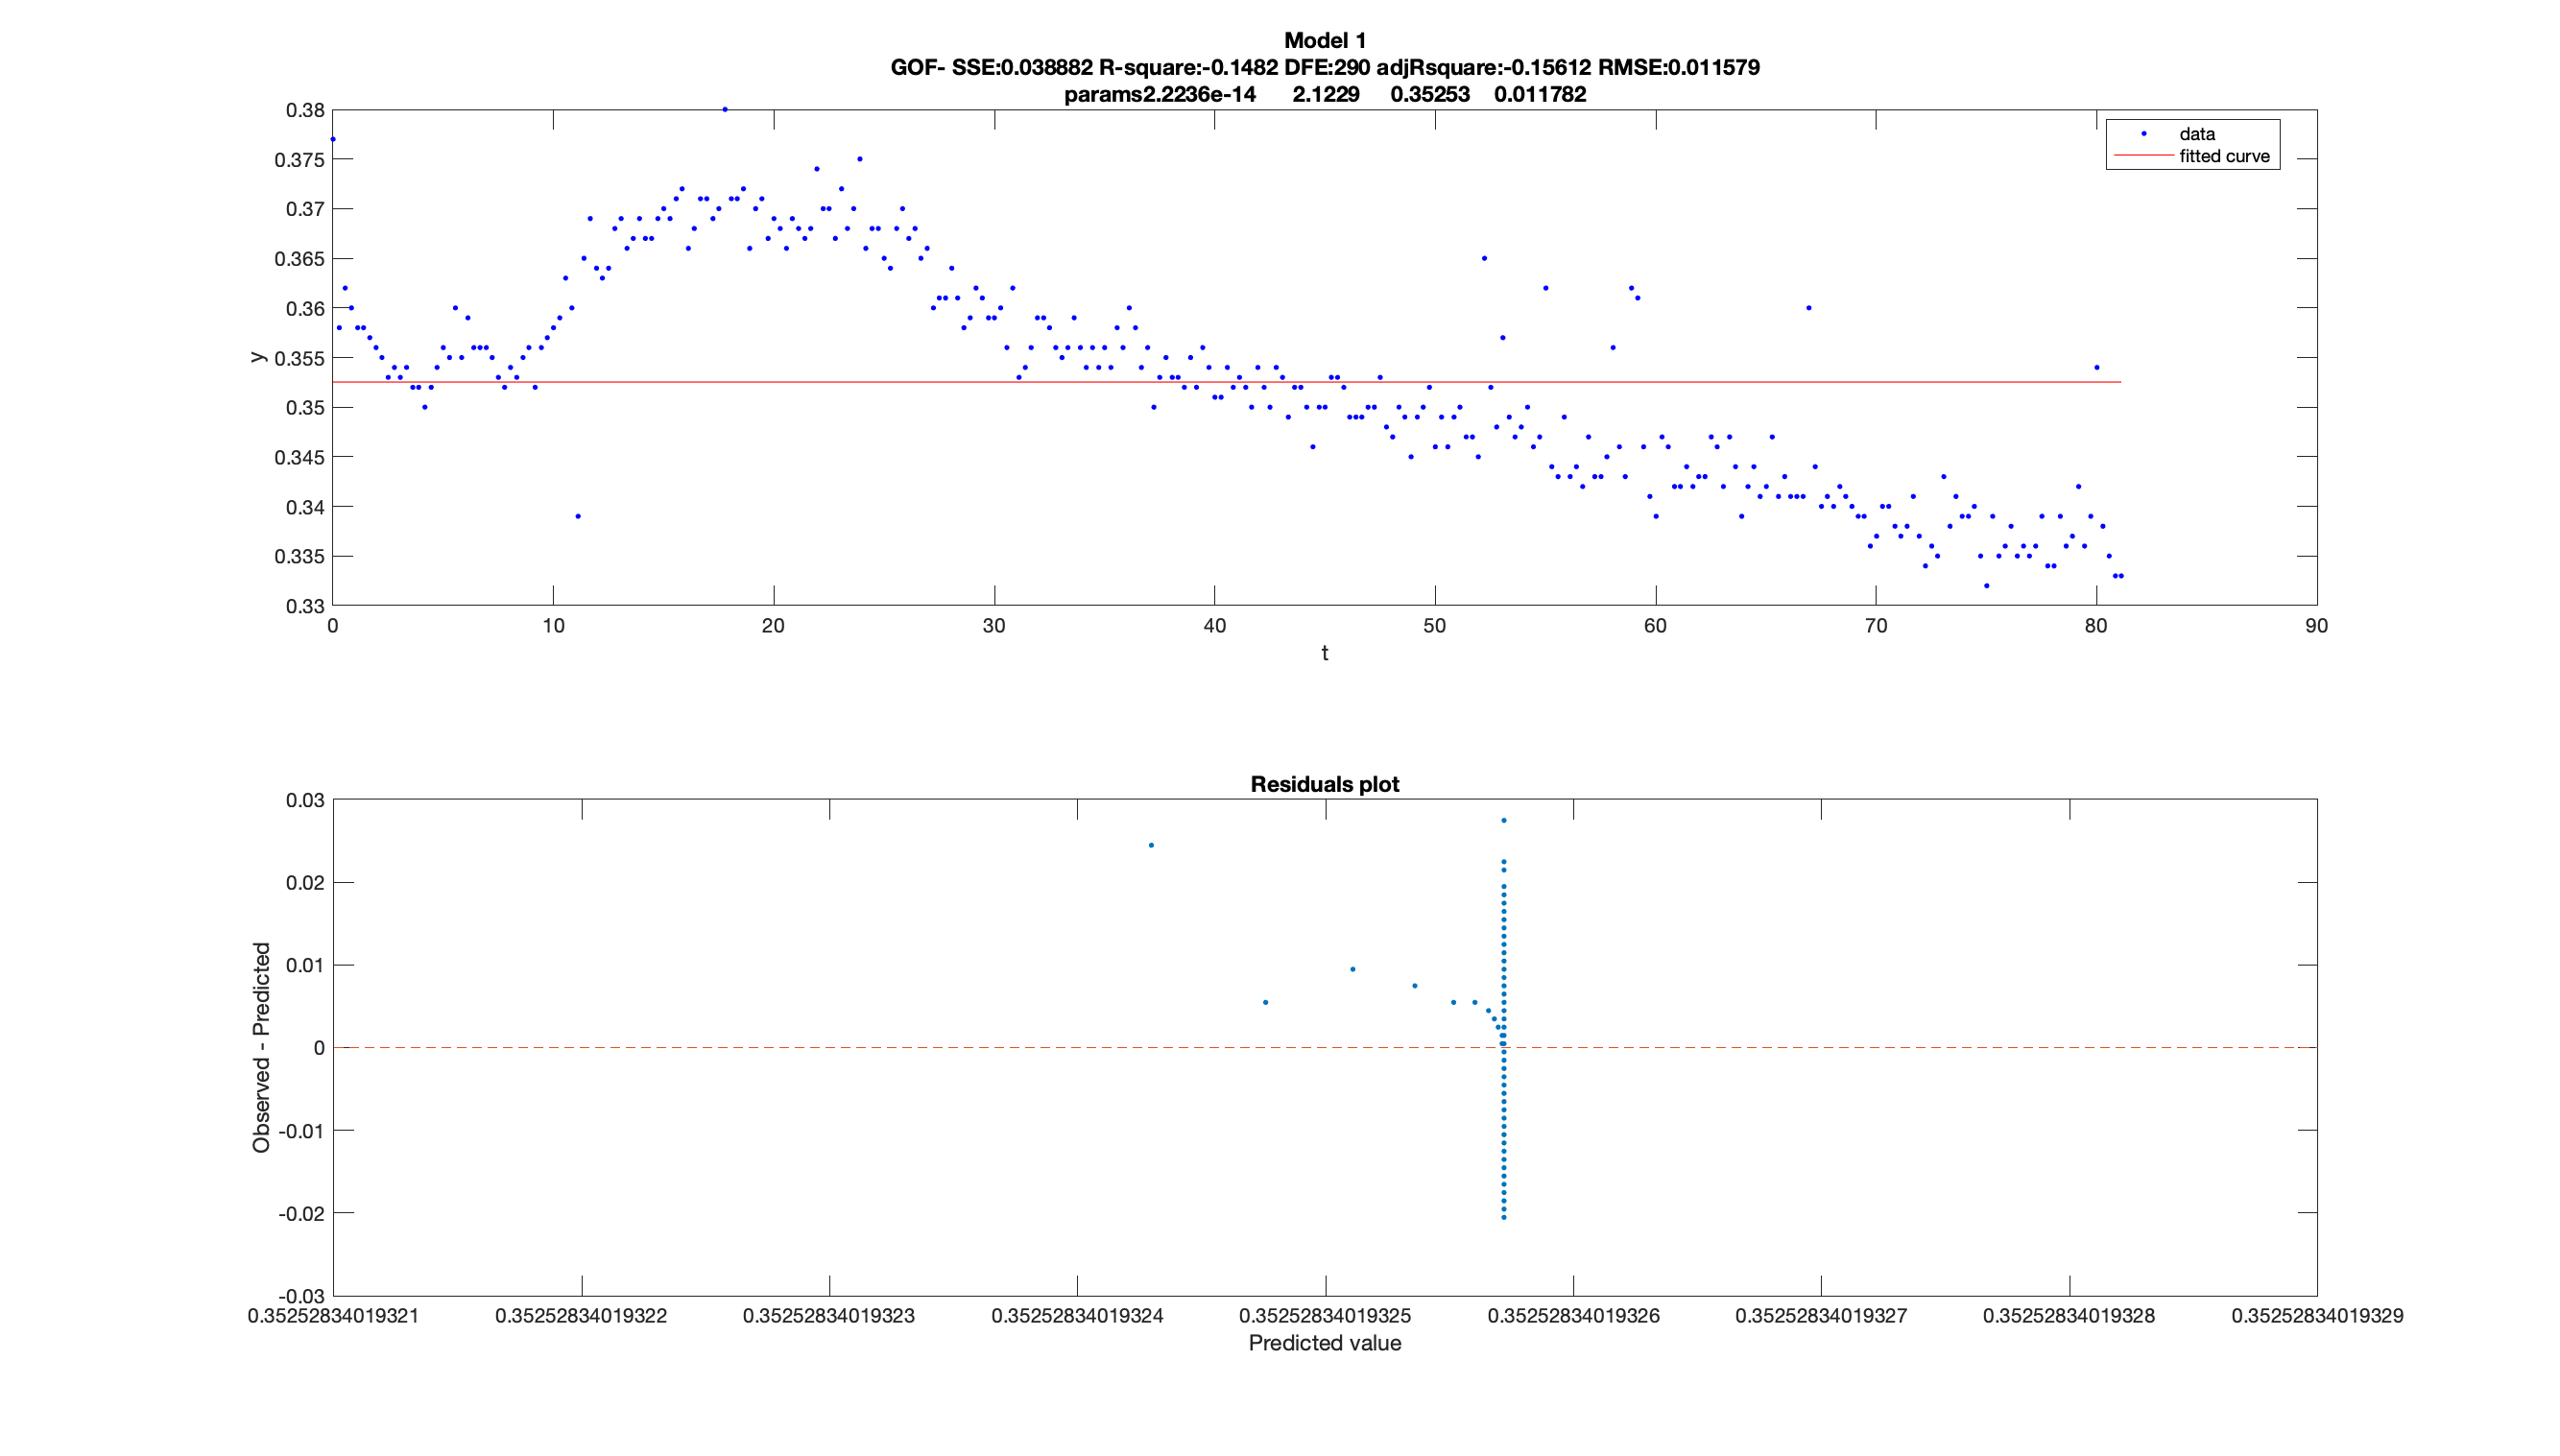 Model 1
GOF- SSE:0.038882 R-square:-0.1482 DFE:290 adjRsquare:-0.15612 RMSE:0.011579
params2.2236e-14 2.1229 0.35253 0.011782
0.38
0.375
0.37
0.365
0.36
0.355
0.35
0.345
0.34
0.335
0.33
y
data
fitted curve
0 10 20 30 40 50 60 70 80 90
t
Residuals plot
0.03
0.02
0.01
0
-0.01
-0.02
-0.03
Observed - Predicted
0.35252834019321 0.35252834019322 0.35252834019323 0.35252834019324 0.35252834019325 0.35252834019326 0.35252834019327 0.35252834019328 0.35252834019329
Predicted value